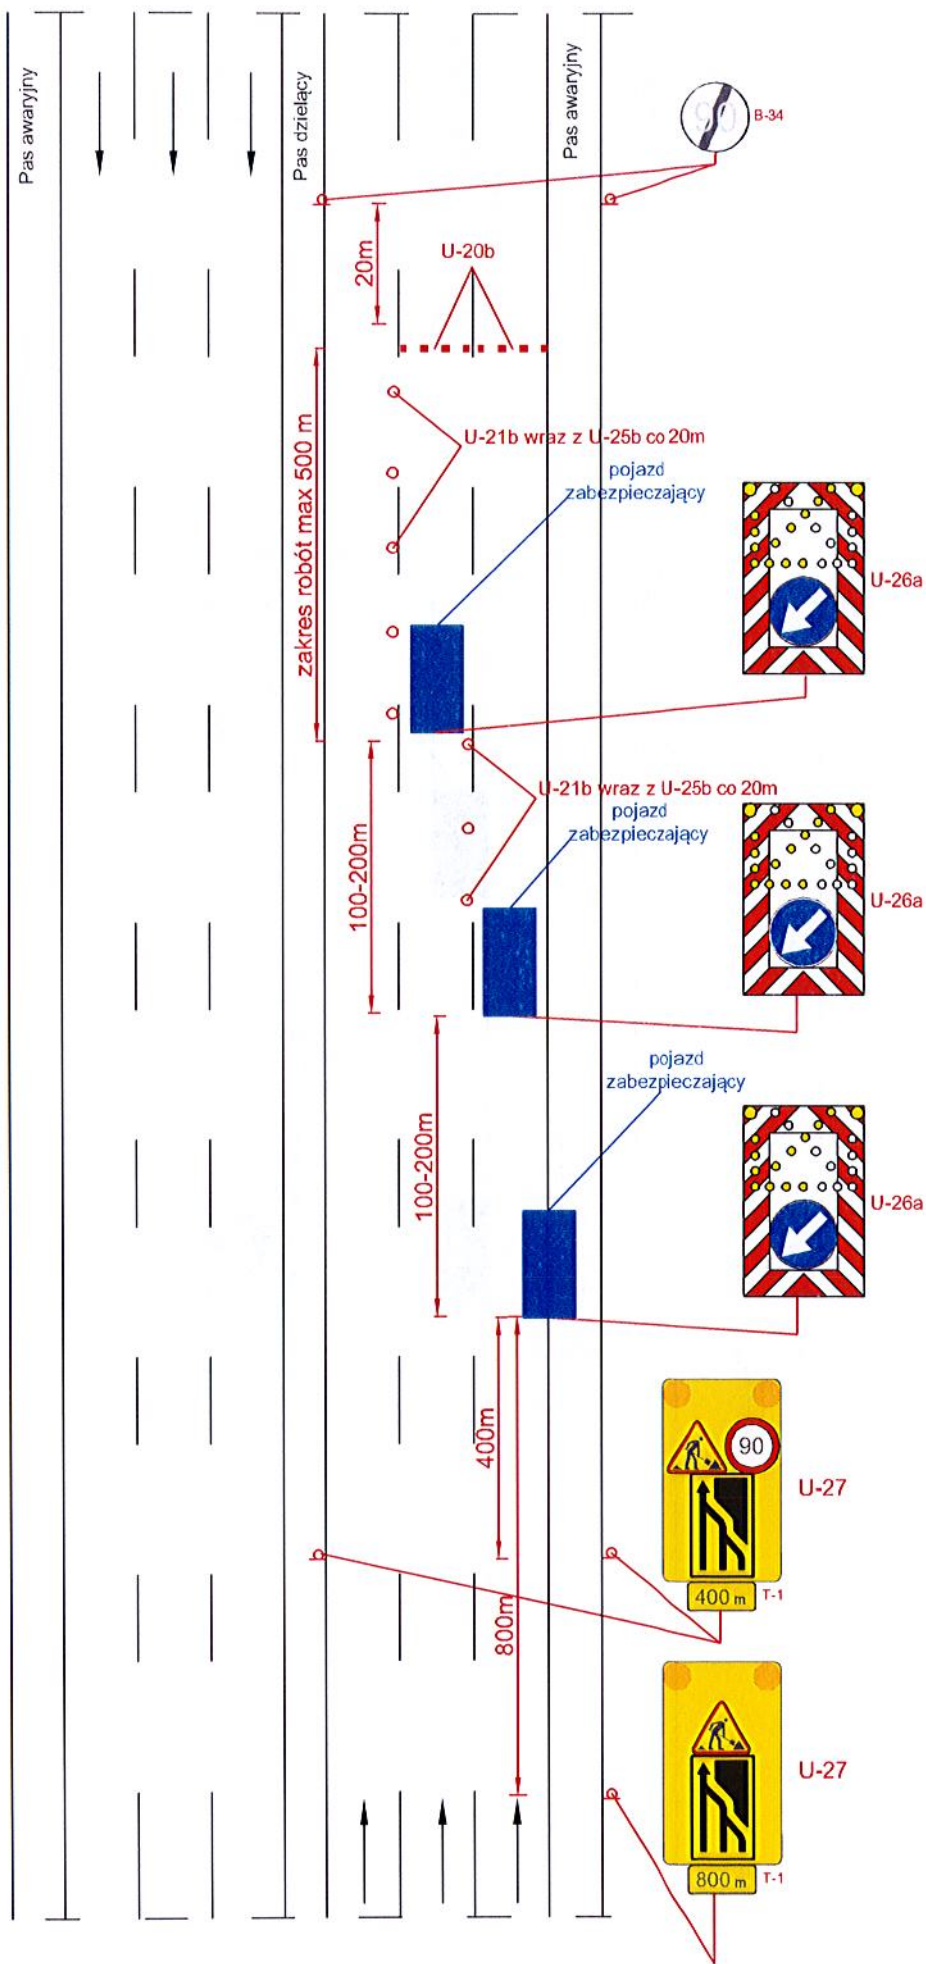 Pas awaryjny
Pas dzielący
Pas awaryjny
90
B-34
20m
U-20b
zakres robót max 500 m
U-21b wraz z U-25b co 20m
pojazd
zabezpieczający
U-26a
100-200m
U-21b wraz z U-25b co 20m
pojazd
zabezpieczający
U-26a
100-200m
pojazd
zabezpieczający
U-26a
400m
90
U-27
400 m
T-1
800m
U-27
800 m
T-1